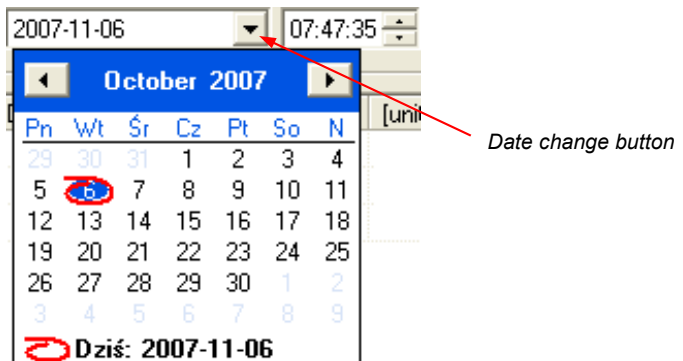 2007-11-06 07:47:35
October 2007
[unit
Pn Wt Śr Cz Pt So N
Date change button
29 30 31 1 2 3 4
5 6 7 8 9 10 11
12 13 14 15 16 17 18
19 20 21 22 23 24 25
26 27 28 29 30 1 2
3 4 5 6 7 8 9
Dziś: 2007-11-06